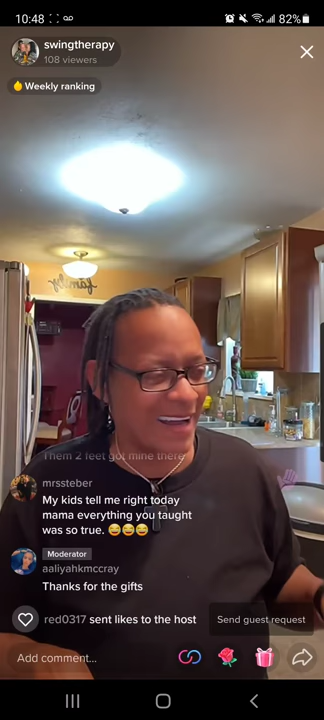 10:48
82%
swingtherapy
108 viewers
Weekly ranking
family
Them 2 feet got mine there
mrssteber
My kids tell me right today
mama everything you taught
was so true. 😂😂😂
Moderator
aaliyahkmccray
Thanks for the gifts
red0317 sent likes to the host
Send guest request
Add comment...